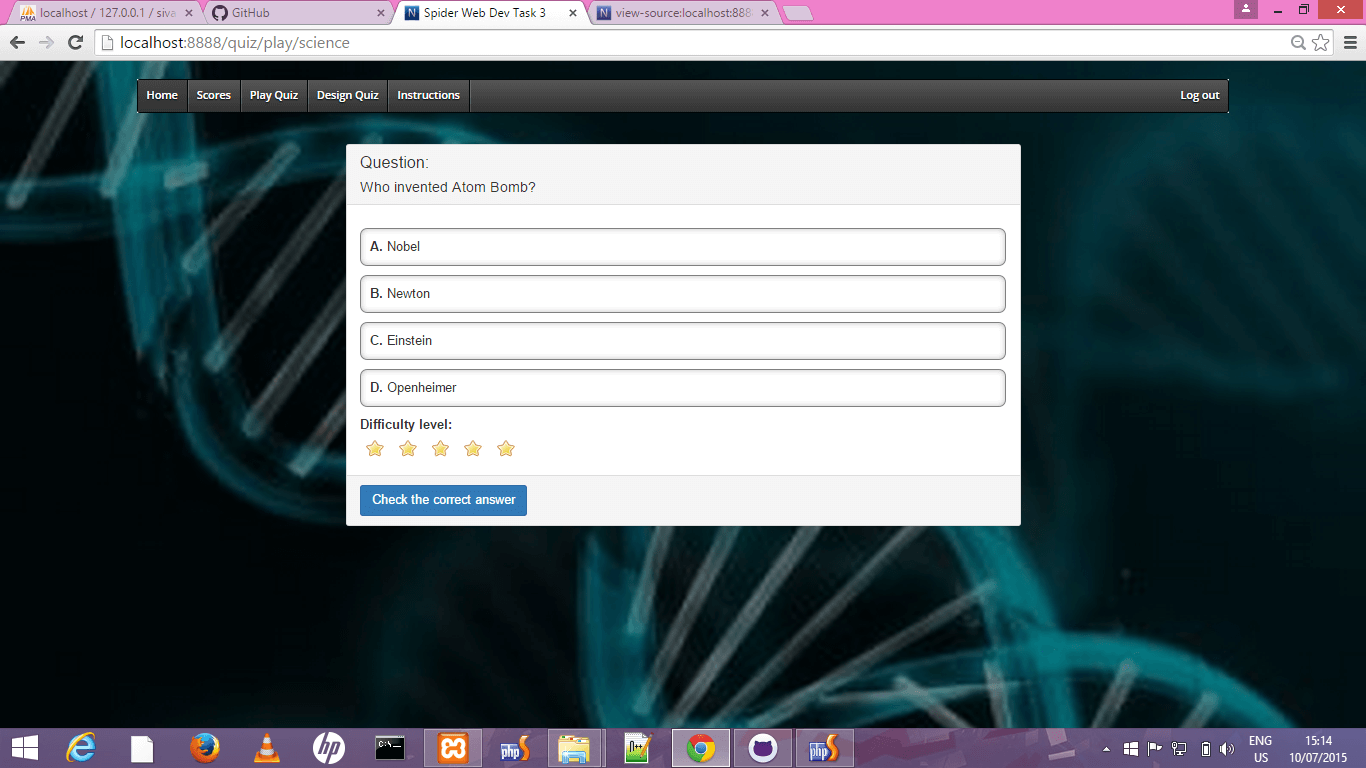 localhost / 127.0.0.1 / siva
GitHub
Spider Web Dev Task 3
view-source:localhost:888
localhost:8888/quiz/play/science
Home
Scores
Play Quiz
Design Quiz
Instructions
Log out
Question:
Who invented Atom Bomb?
A. Nobel
B. Newton
C. Einstein
D. Openheimer
Difficulty level:
Check the correct answer
ENG
US
15:14
10/07/2015